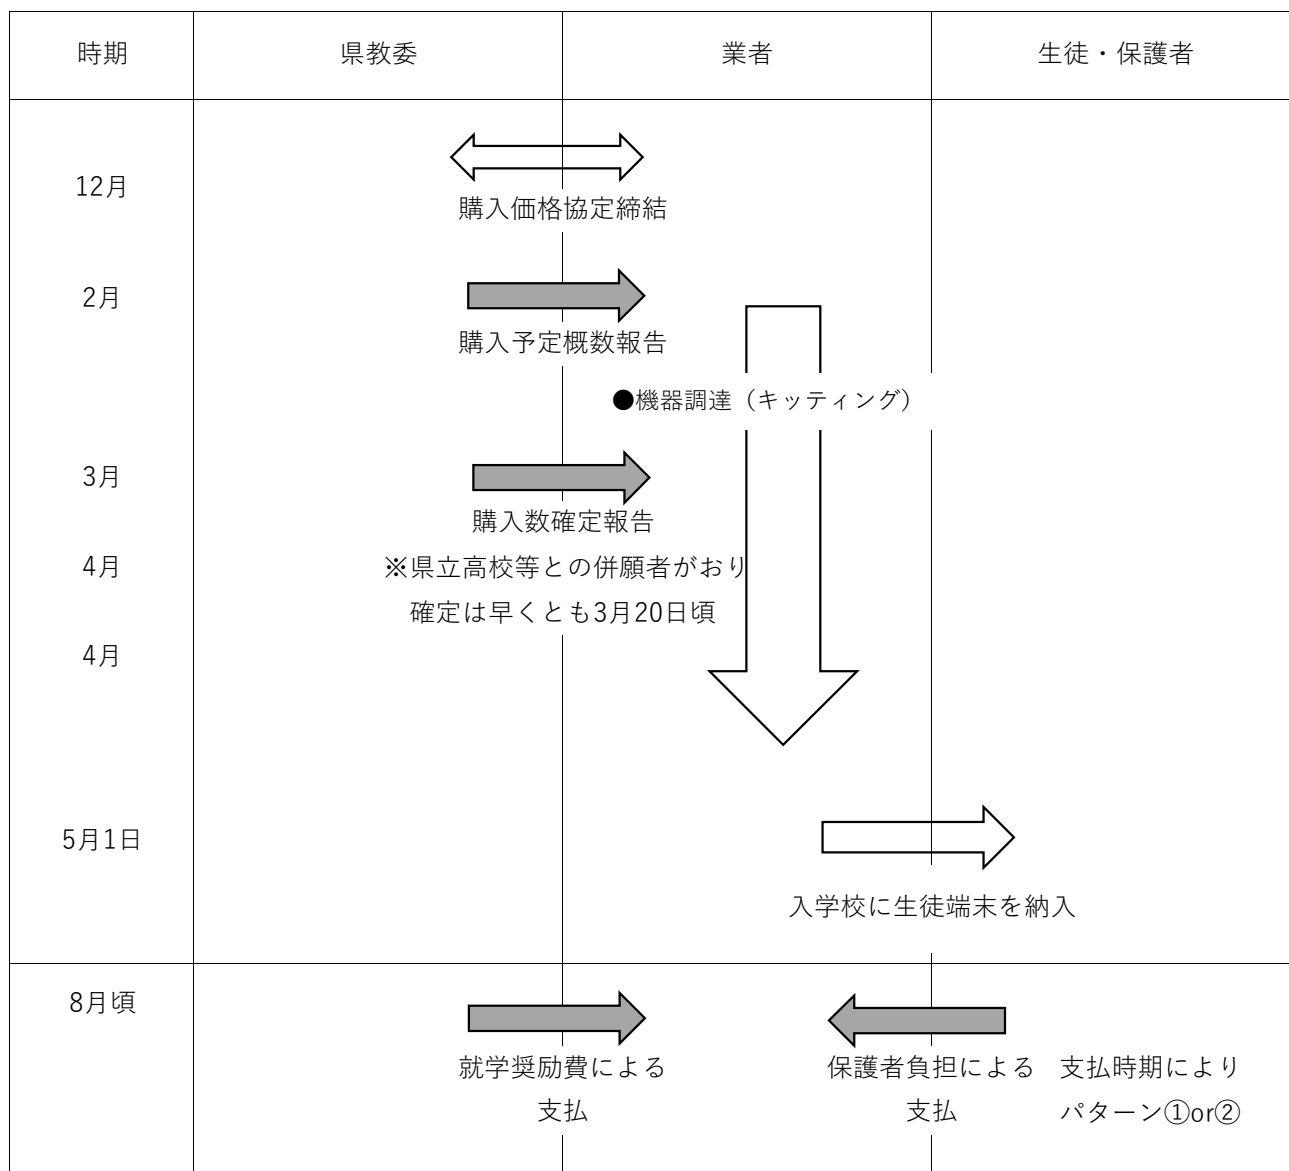 時期
県教委
業者
生徒・保護者
12月
購入価格協定締結
2月
購入予定概数報告
●機器調達（キッティング）
3月
購入数確定報告
4月
※県立高校等との併願者がおり
確定は早くとも3月20日頃
4月
5月1日
入学校に生徒端末を納入
8月頃
就学奨励費による
支払
保護者負担による
支払
支払時期により
パターン①or②